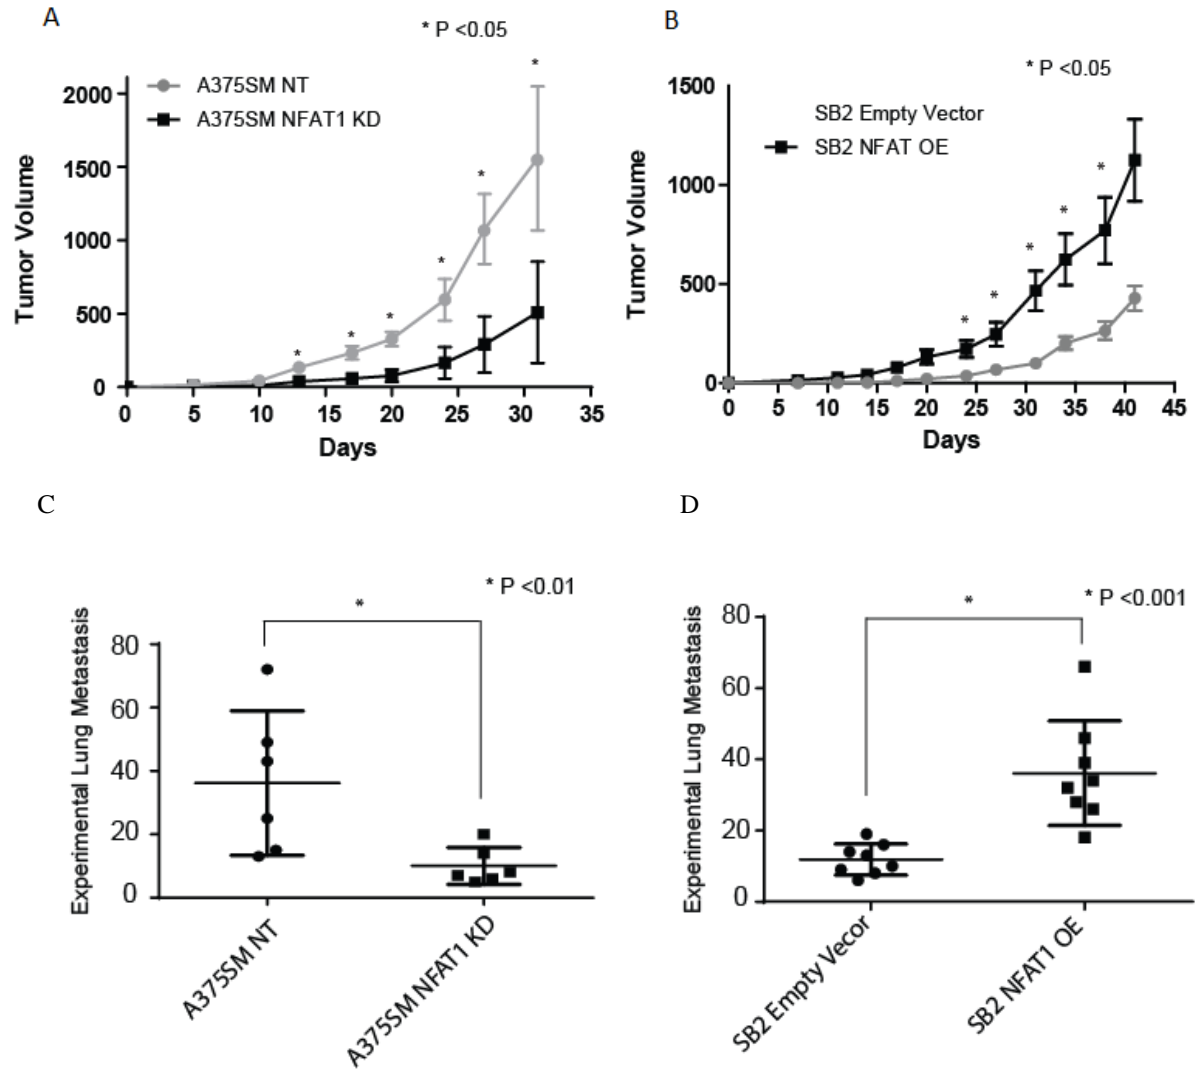 A
* P <0.05
A375SM NT
A375SM NFAT1 KD
*
*
*
*
*
*
2000
1500
1000
500
0
Tumor Volume
0 5 10 15 20 25 30 35
Days
B
* P <0.05
SB2 Empty Vector
SB2 NFAT OE
*
*
*
*
*
1500
1000
500
0
Tumor Volume
0 5 11 15 20 25 30 35 40 45
Days
C
* P <0.01
*
80
60
40
20
0
Experimental Lung Metastasis
A375SM NT
A375SM NFAT1 KD
D
* P <0.001
*
80
60
40
20
0
Experimental Lung Metastasis
SB2 Empty Vecor
SB2 NFAT1 OE